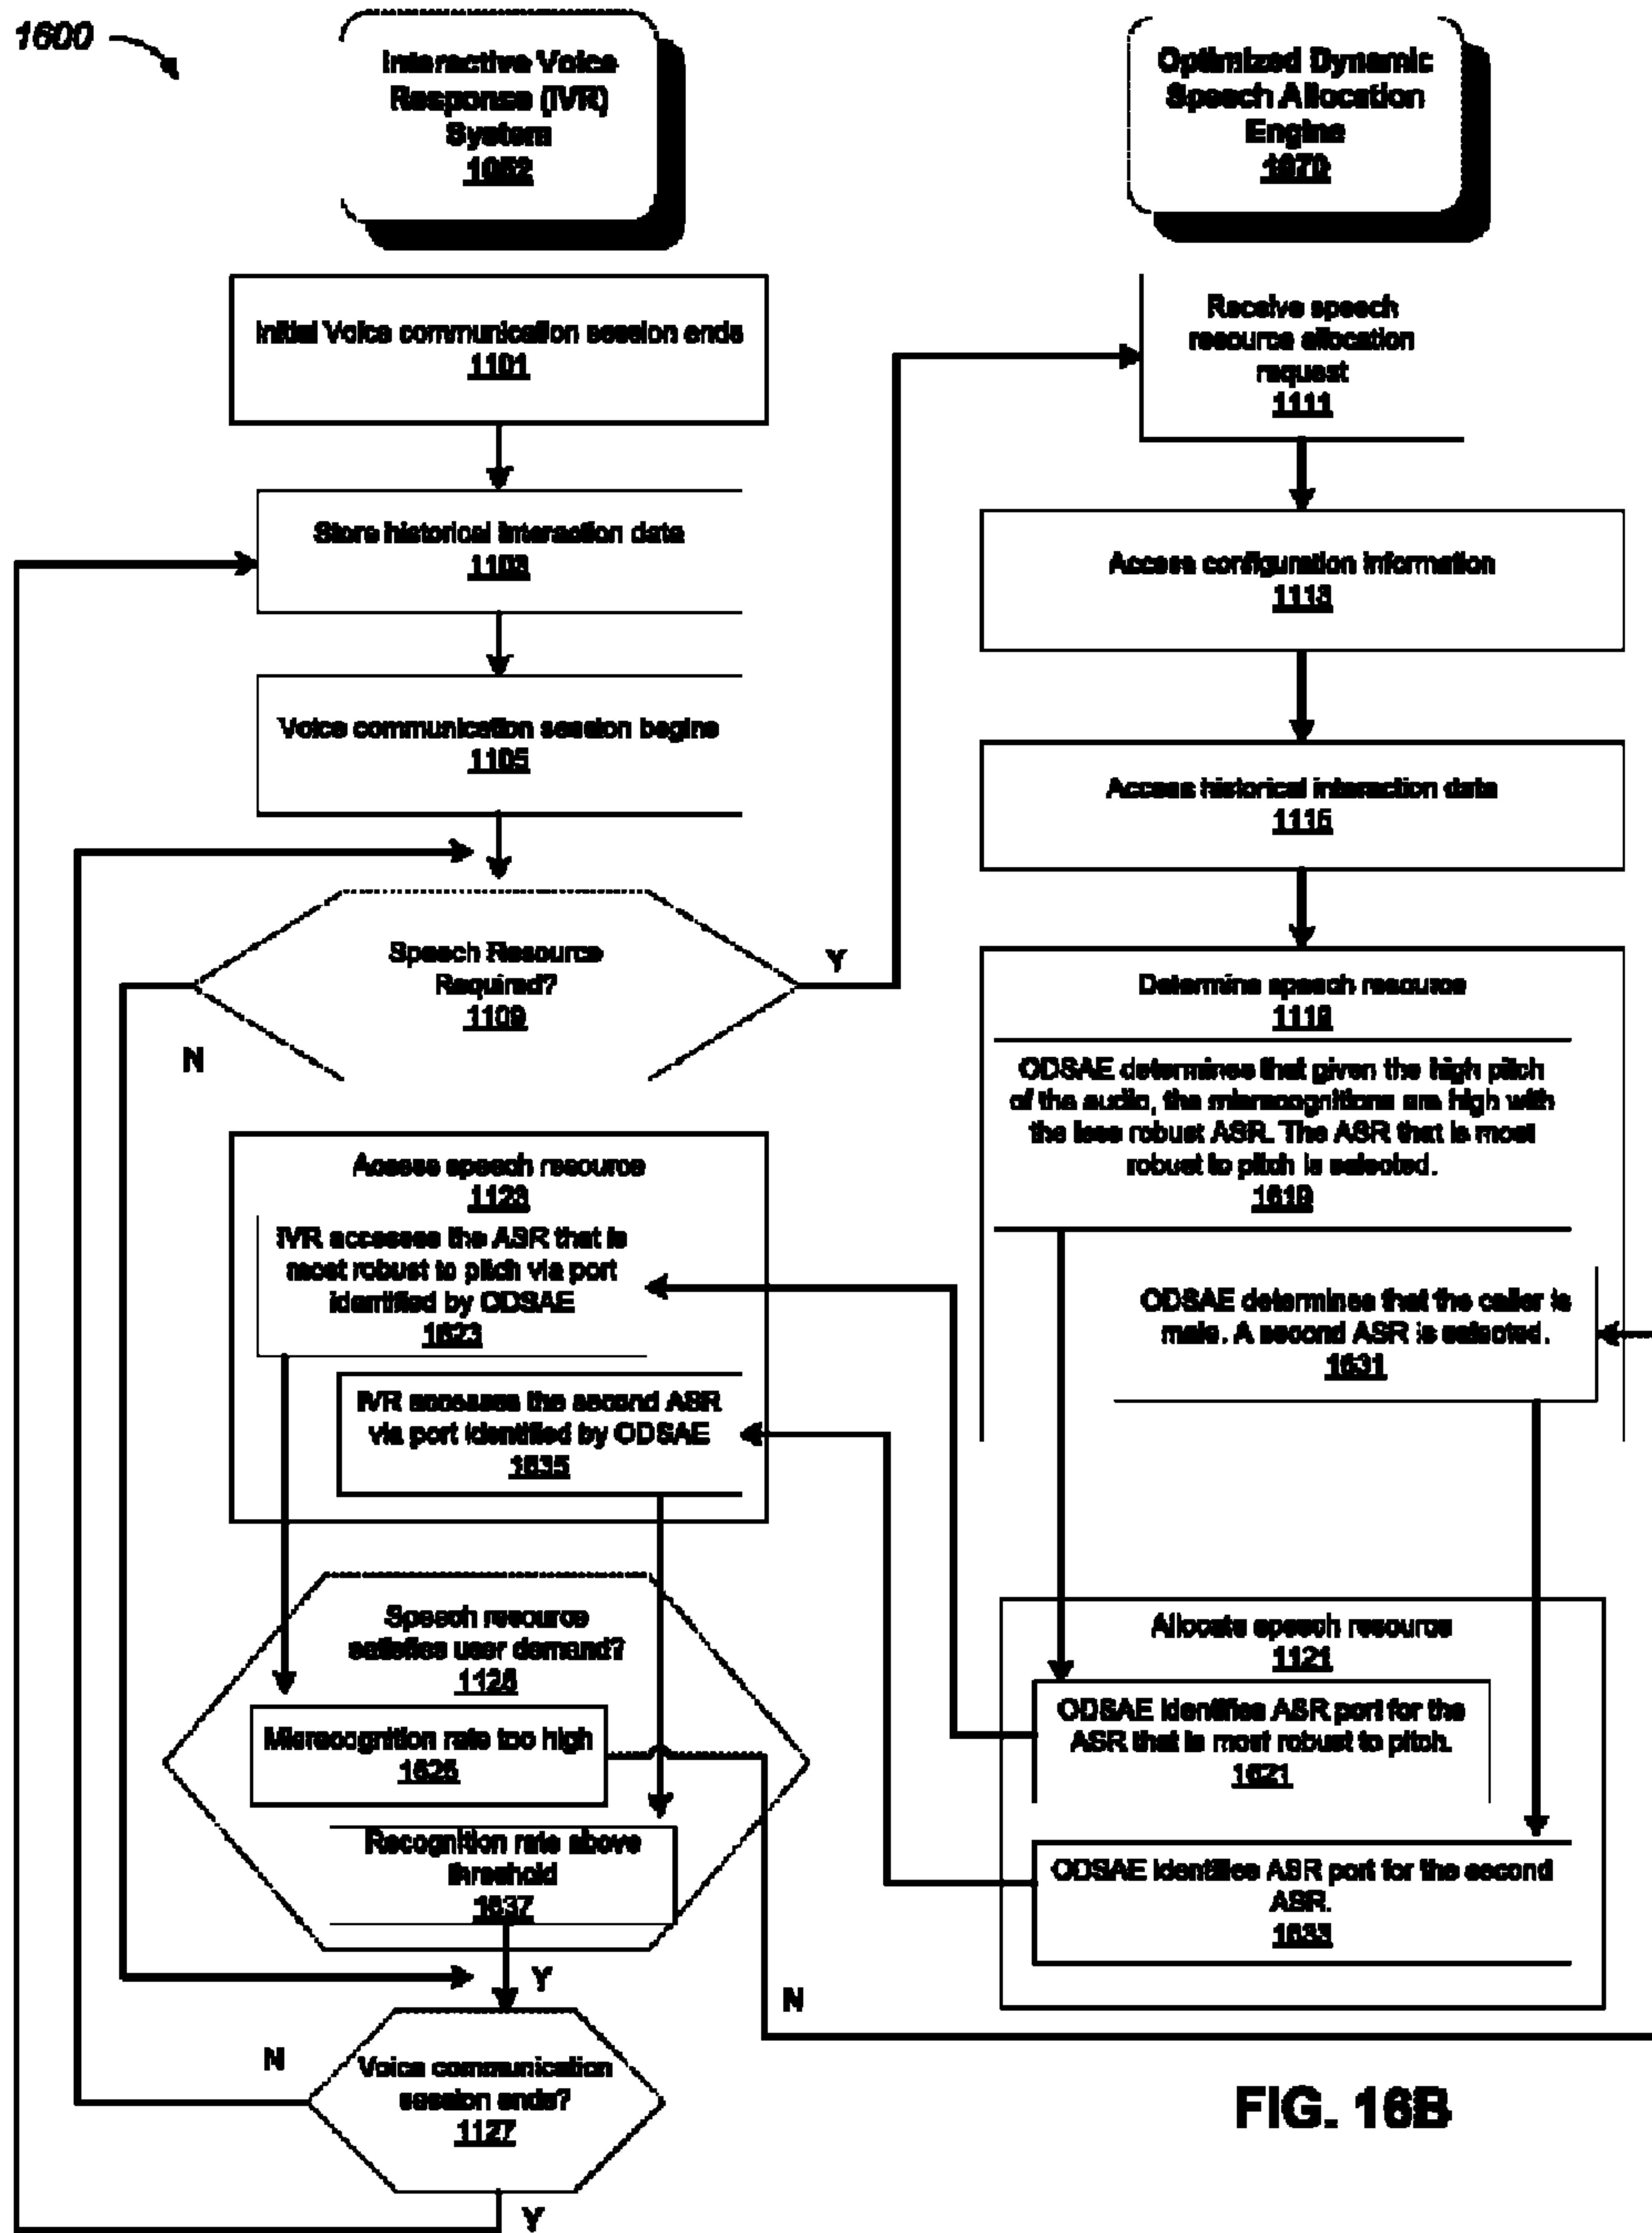 1600
Interactive Voice
Response (IVR)
System
1052
Optimized Dynamic
Speech Allocation
Engine
1070
Initial Voice communication session ends
1101
Store historical interaction data
1103
Voice communication session begins
1105
Speech Resource
Required?
1109
Y
N
Access speech resource
1123
IVR accesses the ASR that is
most robust to pitch via port
identified by ODSAE
1623
IVR accesses the second ASR
via port identified by ODSAE
1635
Speech resource
satisfies user demand?
1125
Misrecognition rate too high
1625
Recognition rate above
threshold
1637
Y
N
Voice communication
session ends?
1127
N
Y
Receive speech
resource allocation
request
1111
Access configuration information
1113
Access historical interaction data
1115
Determine speech resource
1119
ODSAE determines that given the high pitch
of the audio, the misrecognitions are high with
the less robust ASR. The ASR that is most
robust to pitch is selected.
1619
ODSAE determines that the caller is
male. A second ASR is selected.
1631
Allocate speech resource
1121
ODSAE identifies ASR port for the
ASR that is most robust to pitch.
1621
ODSAE identifies ASR port for the second
ASR.
1633
FIG. 16B